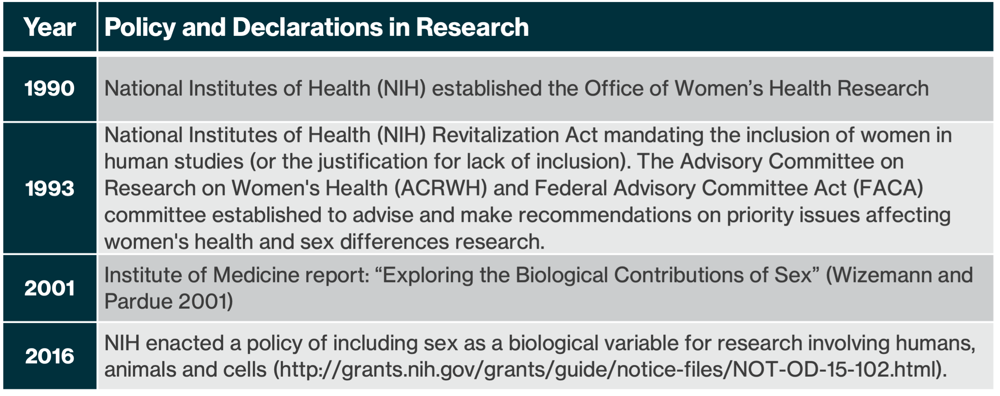 Year
Policy and Declarations in Research
1990
National Institutes of Health (NIH) established the Office of Women’s Health Research
1993
National Institutes of Health (NIH) Revitalization Act mandating the inclusion of women in
human studies (or the justification for lack of inclusion). The Advisory Committee on
Research on Women's Health (ACRWH) and Federal Advisory Committee Act (FACA)
committee established to advise and make recommendations on priority issues affecting
women's health and sex differences research.
2001
Institute of Medicine report: “Exploring the Biological Contributions of Sex” (Wizemann and
Pardue 2001)
2016
NIH enacted a policy of including sex as a biological variable for research involving humans,
animals and cells (http://grants.nih.gov/grants/guide/notice-files/NOT-OD-15-102.html).